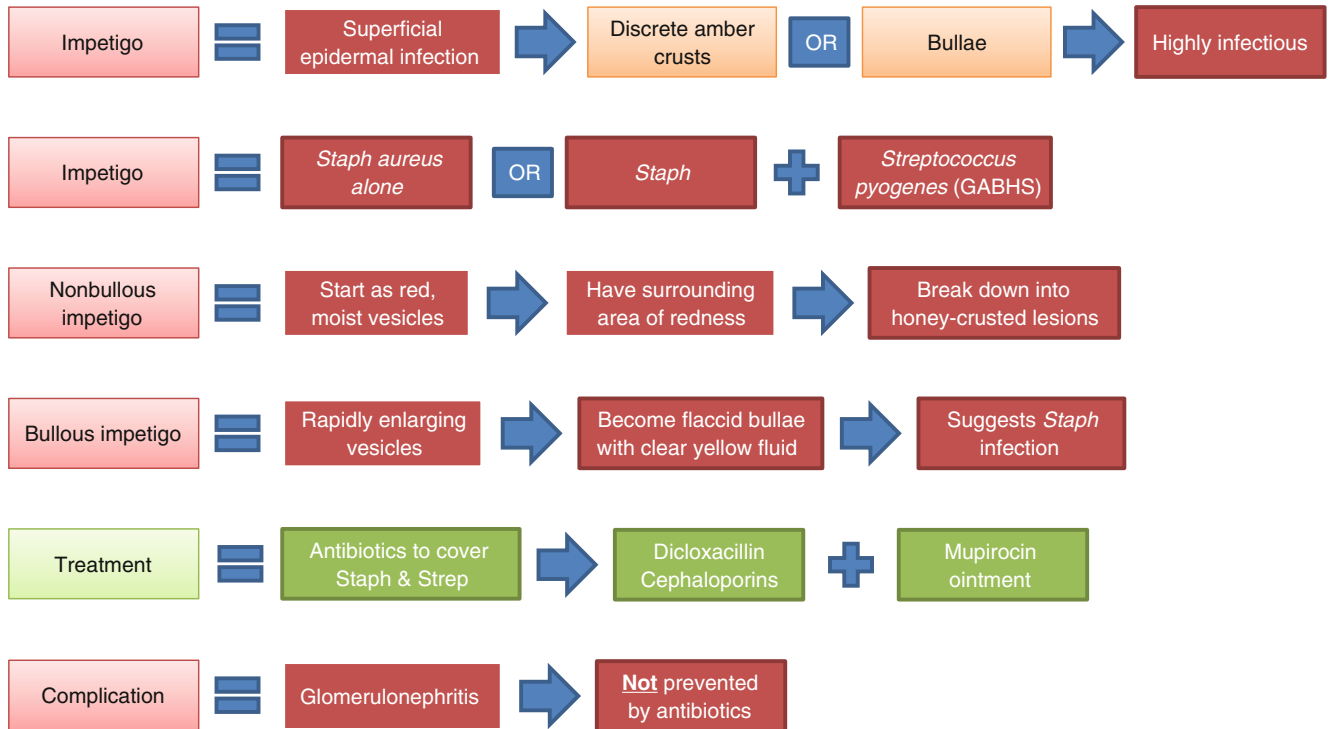 Impetigo
Superficial
epidermal infection
Discrete amber
crusts
OR
Bullae
Highly infectious
Impetigo
Staph aureus
alone
OR
Staph
Streptococcus
pyogenes (GABHS)
Nonbullous
impetigo
Start as red,
moist vesicles
Have surrounding
area of redness
Break down into
honey-crusted lesions
Bullous impetigo
Rapidly enlarging
vesicles
Become flaccid bullae
with clear yellow fluid
Suggests Staph
infection
Treatment
Antibiotics to cover
Staph & Strep
Dicloxacillin
Cephaloporins
Mupirocin
ointment
Complication
Glomerulonephritis
Not prevented
by antibiotics